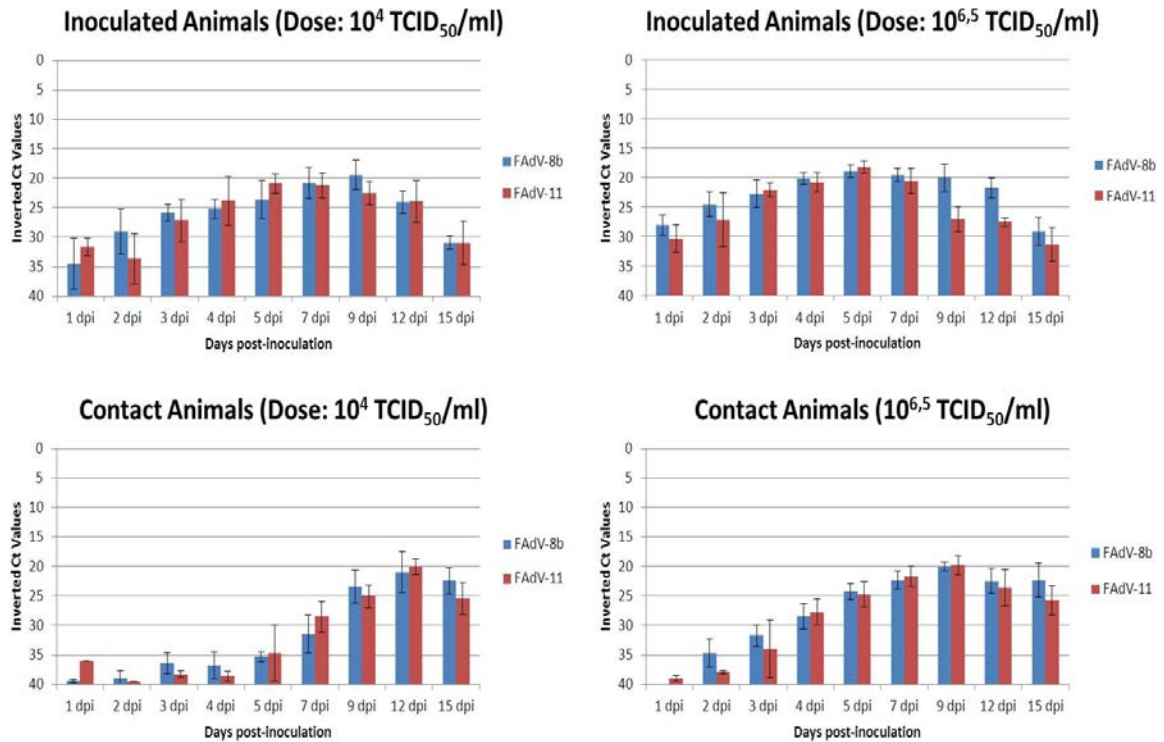 Inoculated Animals (Dose: 10⁴ TCID₅₀/ml)
Inverted Ct Values
0
5
10
15
20
25
30
35
40
1 dpi 2 dpi 3 dpi 4 dpi 5 dpi 7 dpi 9 dpi 12 dpi 15 dpi
Days post-inoculation
FAdV-8b
FAdV-11
Inoculated Animals (Dose: 10⁶,⁵ TCID₅₀/ml)
Inverted Ct Values
0
5
10
15
20
25
30
35
40
1 dpi 2 dpi 3 dpi 4 dpi 5 dpi 7 dpi 9 dpi 12 dpi 15 dpi
Days post-inoculation
FAdV-8b
FAdV-11
Contact Animals (Dose: 10⁴ TCID₅₀/ml)
Inverted Ct Values
0
5
10
15
20
25
30
35
40
1 dpi 2 dpi 3 dpi 4 dpi 5 dpi 7 dpi 9 dpi 12 dpi 15 dpi
Days post-inoculation
FAdV-8b
FAdV-11
Contact Animals (10⁶,⁵ TCID₅₀/ml)
Inverted Ct Values
0
5
10
15
20
25
30
35
40
1 dpi 2 dpi 3 dpi 4 dpi 5 dpi 7 dpi 9 dpi 12 dpi 15 dpi
Days post-inoculation
FAdV-8b
FAdV-11